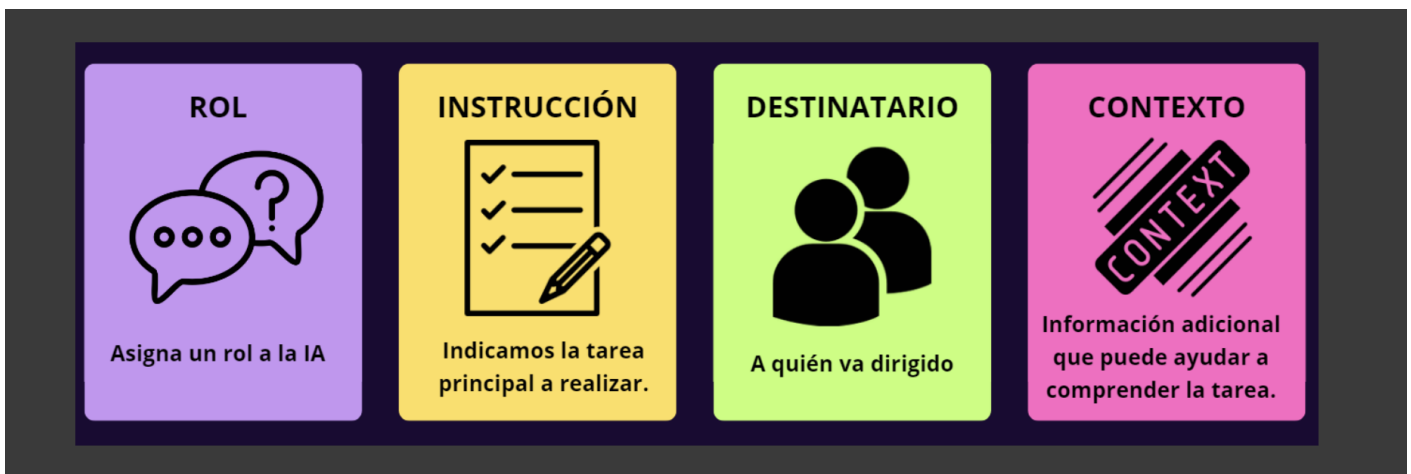 ROL
Asigna un rol a la IA
INSTRUCCIÓN
Indicamos la tarea
principal a realizar.
DESTINATARIO
A quién va dirigido
CONTEXTO
CONTEXT
Información adicional
que puede ayudar a
comprender la tarea.